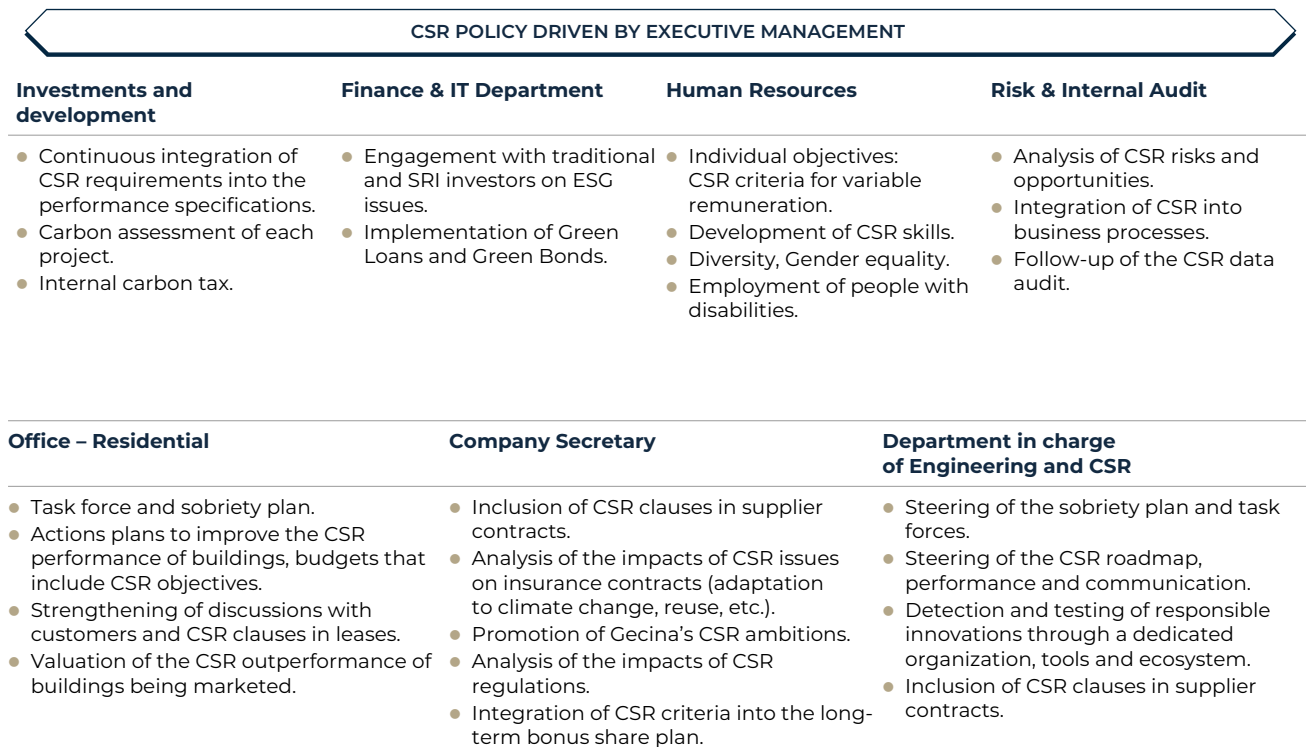 CSR POLICY DRIVEN BY EXECUTIVE MANAGEMENT
Investments and
development
Continuous integration of
CSR requirements into the
performance specifications.
Carbon assessment of each
project.
Internal carbon tax.
Finance & IT Department
Engagement with traditional
and SRI investors on ESG
issues.
Implementation of Green
Loans and Green Bonds.
Human Resources
Individual objectives:
CSR criteria for variable
remuneration.
Development of CSR skills.
Diversity, Gender equality.
Employment of people with
disabilities.
Risk & Internal Audit
Analysis of CSR risks and
opportunities.
Integration of CSR into
business processes.
Follow-up of the CSR data
audit.
Office – Residential
Task force and sobriety plan.
Actions plans to improve the CSR
performance of buildings, budgets that
include CSR objectives.
Strengthening of discussions with
customers and CSR clauses in leases.
Valuation of the CSR outperformance of
buildings being marketed.
Company Secretary
Inclusion of CSR clauses in supplier
contracts.
Analysis of the impacts of CSR issues
on insurance contracts (adaptation
to climate change, reuse, etc.).
Promotion of Gecina’s CSR ambitions.
Analysis of the impacts of CSR
regulations.
Integration of CSR criteria into the long-
term bonus share plan.
Department in charge
of Engineering and CSR
Steering of the sobriety plan and task
forces.
Steering of the CSR roadmap,
performance and communication.
Detection and testing of responsible
innovations through a dedicated
organization, tools and ecosystem.
Inclusion of CSR clauses in supplier
contracts.